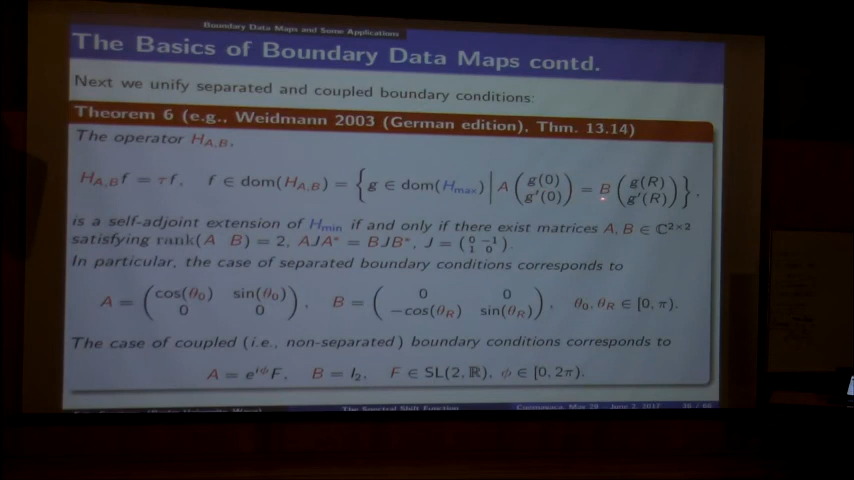 Boundary Data Maps and Some Applications
The Basics of Boundary Data Maps contd.
Next we unify separated and coupled boundary conditions:
Theorem 6 (e.g., Weidmann 2003 (German edition), Thm. 13.14)
The operator H_{A,B},
H_{A,B}f = τf, f ∈ dom(H_{A,B}) = { g ∈ dom(H_{max}) | A ( g(0) g'(0) ) = B ( g(R) g'(R) ) },
is a self-adjoint extension of H_{min} if and only if there exist matrices A, B ∈ ℂ^{2×2}
satisfying rank(A B) = 2, AJA* = BJB*, J = ( 0 −1 1 0 ).
In particular, the case of separated boundary conditions corresponds to
A = ( cos(θ_0) sin(θ_0) 0 0 ), B = ( 0 0 −cos(θ_R) sin(θ_R) ), θ_0, θ_R ∈ [0, π).
The case of coupled (i.e., non-separated) boundary conditions corresponds to
A = e^{iφ}F, B = I_2, F ∈ SL(2, ℝ), φ ∈ [0, 2π).
The Spectral Shift Function